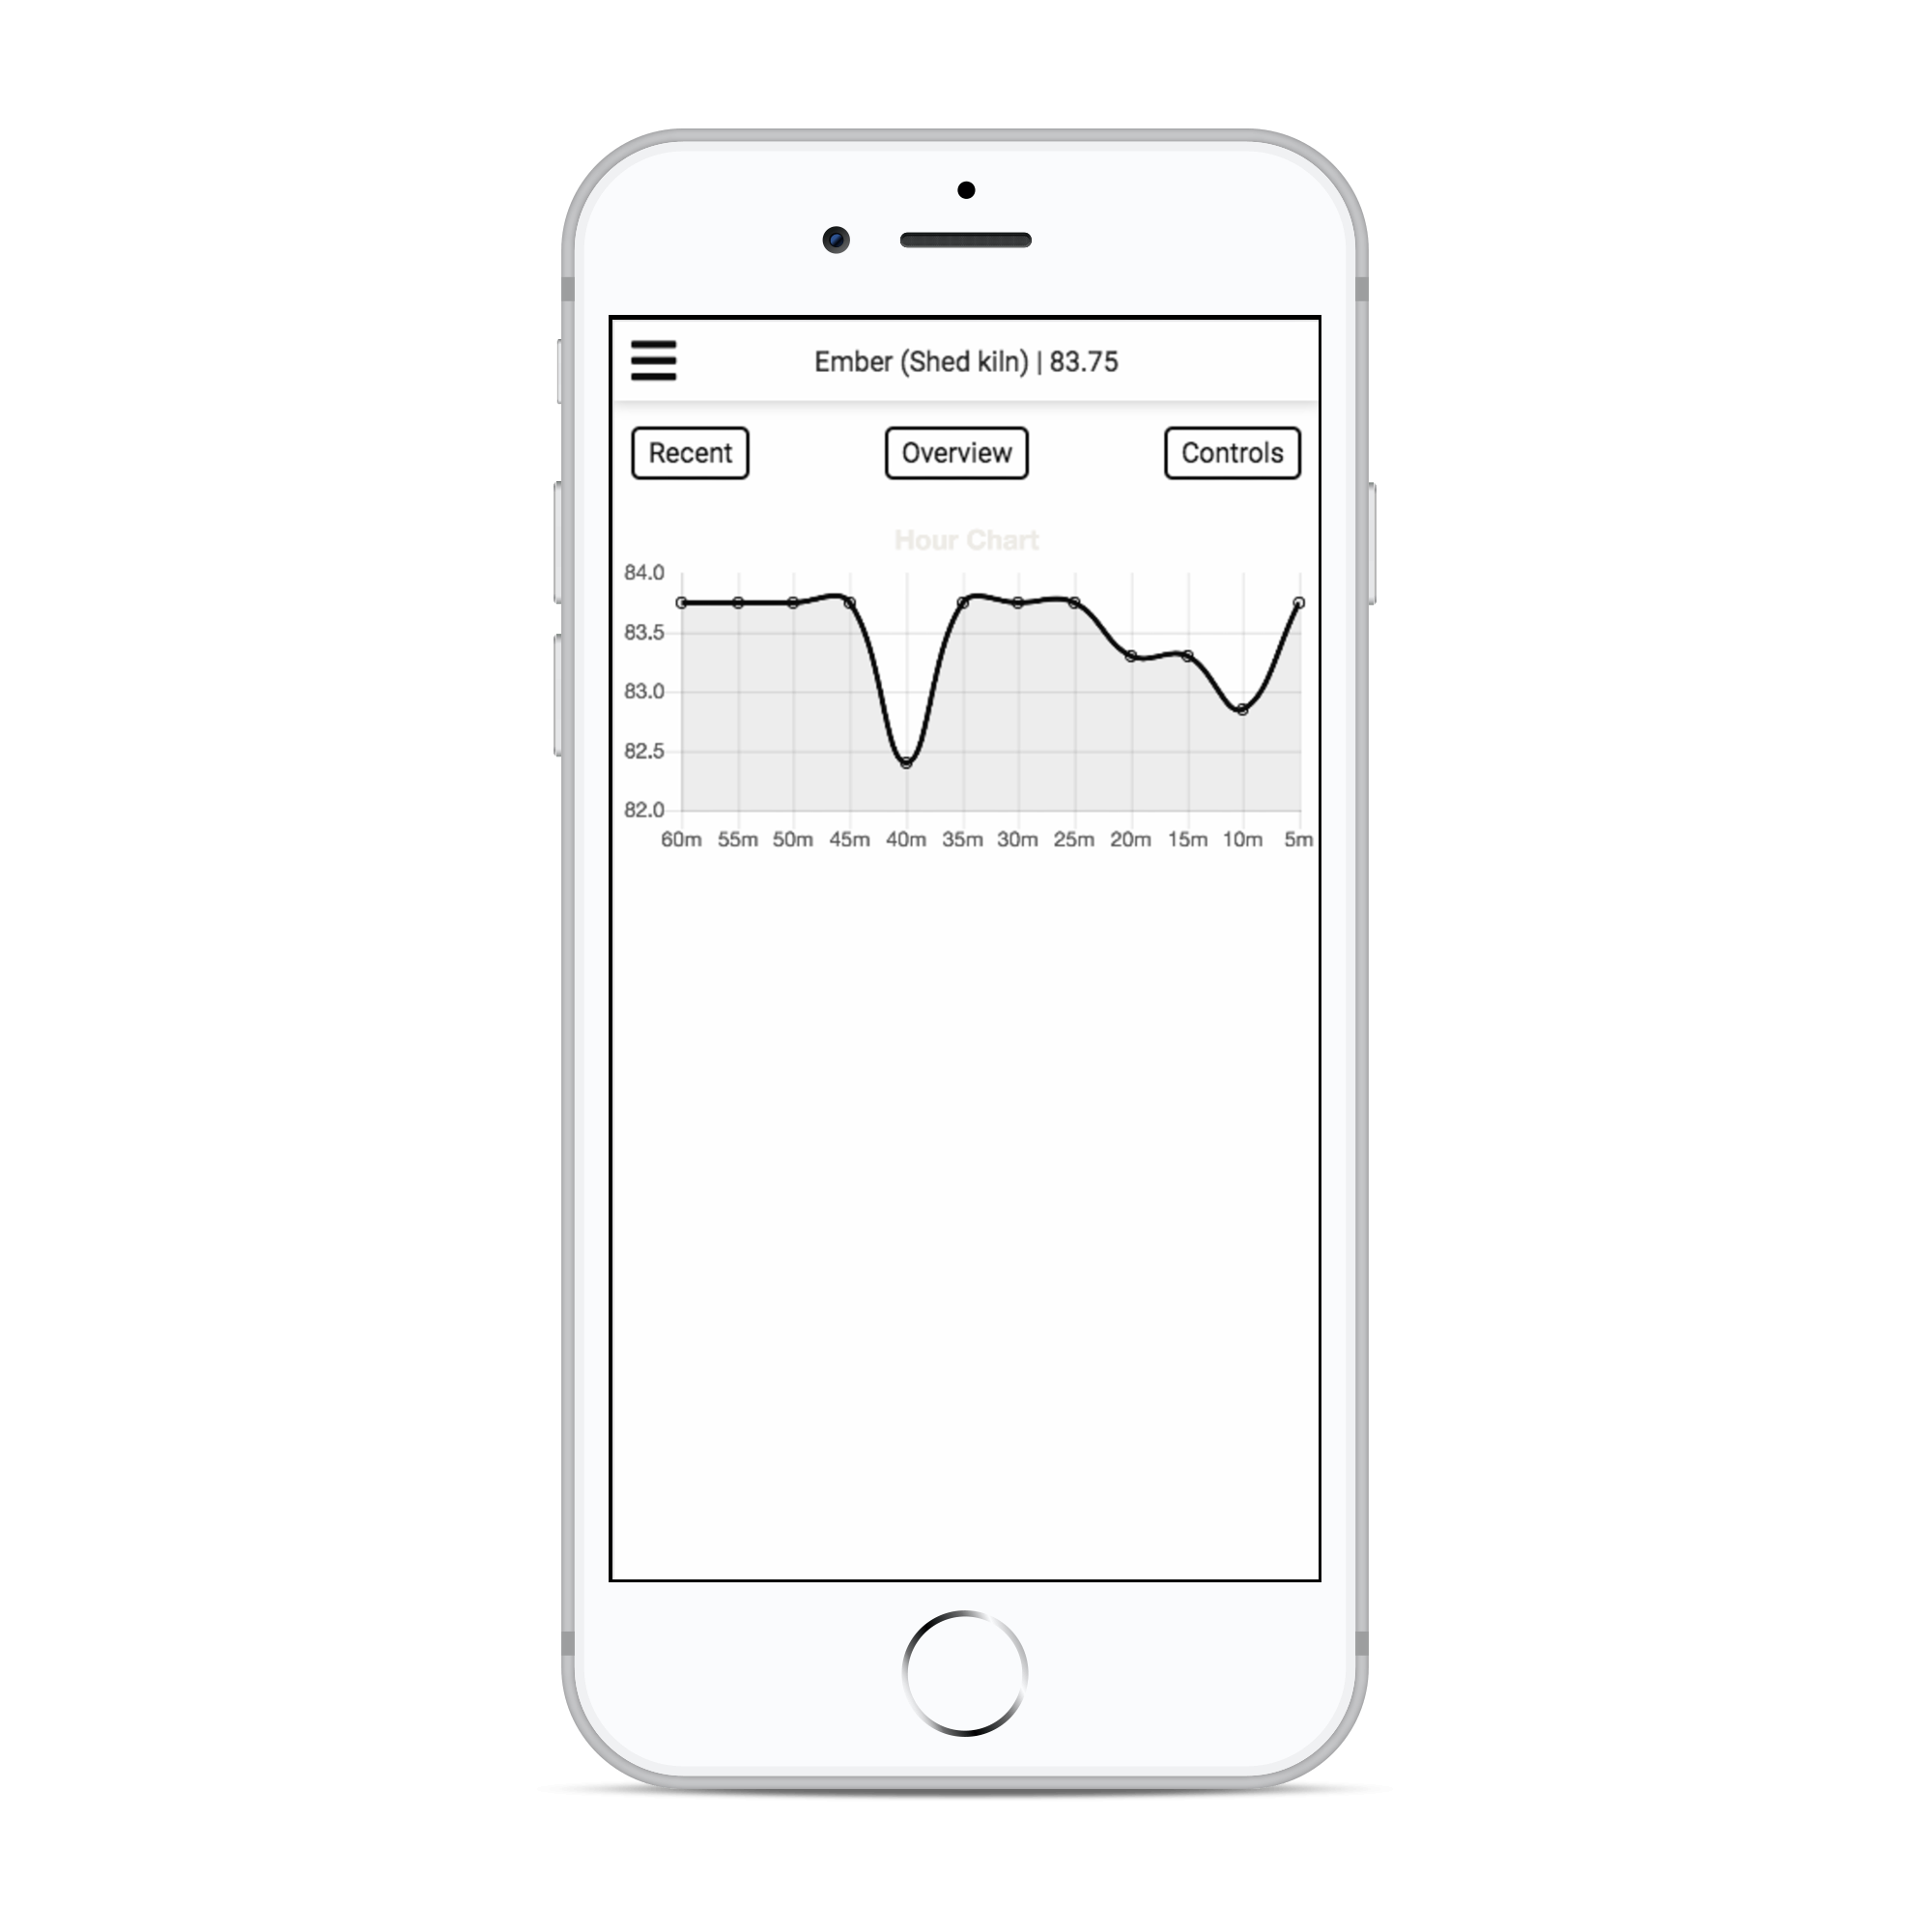 Ember (Shed kiln) | 83.75
Recent Overview Controls
Hour Chart
84.0
83.5
83.0
82.5
82.0
60m 55m 50m 45m 40m 35m 30m 25m 20m 15m 10m 5m